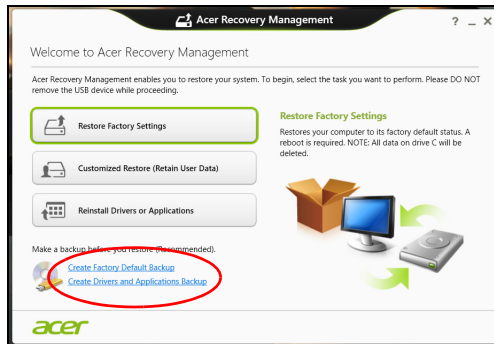 Acer Recovery Management
? _ X
Welcome to Acer Recovery Management
Acer Recovery Management enables you to restore your system. To begin, select the task you want to perform. Please DO NOT
remove the USB device while proceeding.
Restore Factory Settings
Customized Restore (Retain User Data)
Reinstall Drivers or Applications
Restore Factory Settings
Restores your computer to its factory default status. A
reboot is required. NOTE: All data on drive C will be
deleted.
Make a backup before you restore (Recommended).
Create Factory Default Backup
Create Drivers and Applications Backup
acer